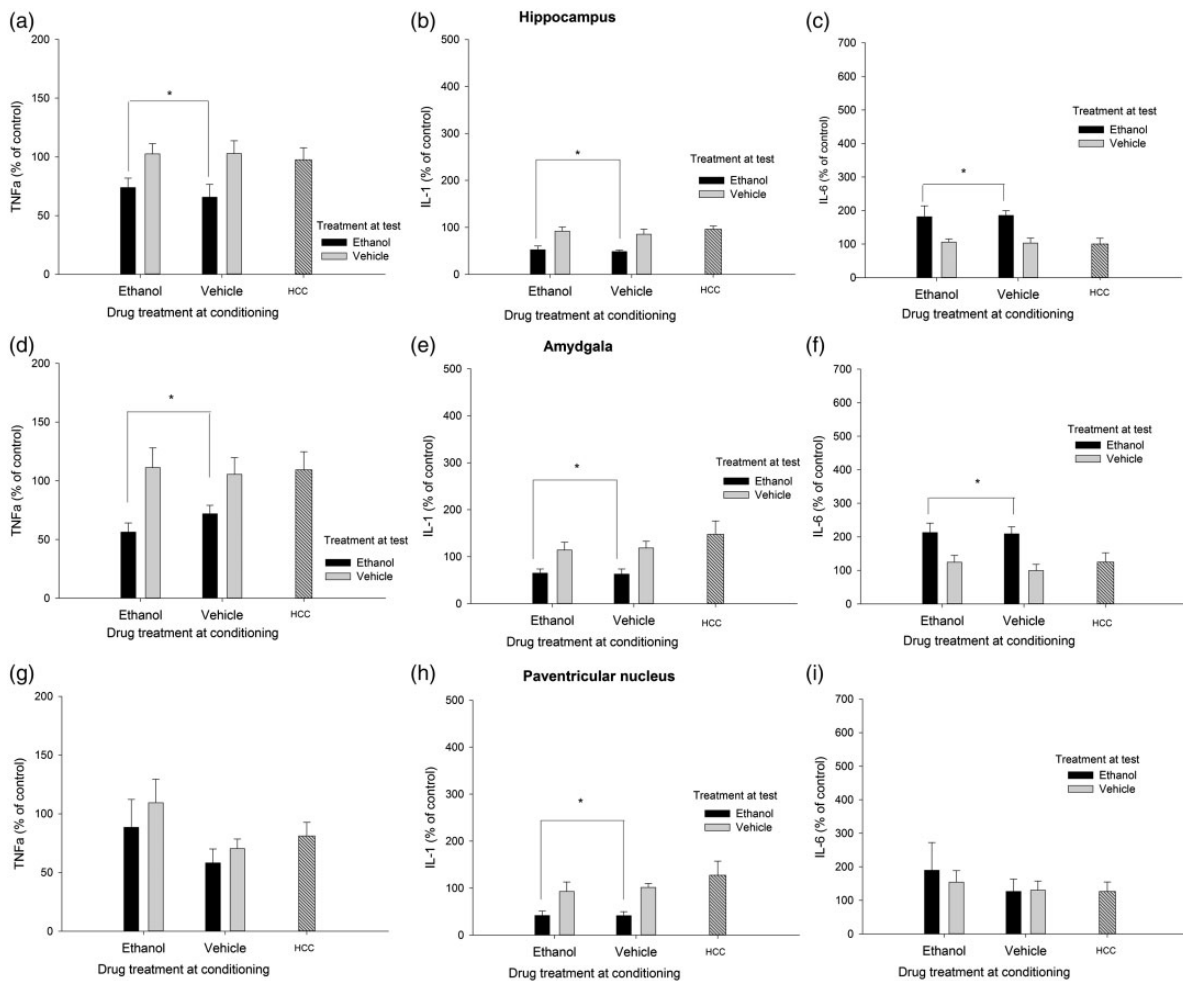 (a)
200
150
100
50
0
TNFa (% of control)
*
Treatment at test
Ethanol
Vehicle
Ethanol
Vehicle
HCC
Drug treatment at conditioning
(b)
Hippocampus
500
400
300
200
100
0
IL-1 (% of control)
*
Treatment at test
Ethanol
Vehicle
Ethanol
Vehicle
HCC
Drug treatment at conditioning
(c)
700
600
500
400
300
200
100
0
IL-6 (% of control)
*
Treatment at test
Ethanol
Vehicle
Ethanol
Vehicle
HCC
Drug treatment at conditioning
(d)
200
150
100
50
0
TNFa (% of control)
*
Treatment at test
Ethanol
Vehicle
Ethanol
Vehicle
HCC
Drug treatment at conditioning
(e)
Amydgala
500
400
300
200
100
0
IL-1 (% of control)
*
Treatment at test
Ethanol
Vehicle
Ethanol
Vehicle
HCC
Drug treatment at conditioning
(f)
700
600
500
400
300
200
100
0
IL-6 (% of control)
*
Treatment at test
Ethanol
Vehicle
Ethanol
Vehicle
HCC
Drug treatment at conditioning
(g)
200
150
100
50
0
TNFa (% of control)
Ethanol
Vehicle
HCC
Drug treatment at conditioning
(h)
Paventricular nucleus
500
400
300
200
100
0
IL-1 (% of control)
*
Treatment at test
Ethanol
Vehicle
Ethanol
Vehicle
HCC
Drug treatment at conditioning
(i)
700
600
500
400
300
200
100
0
IL-6 (% of control)
Treatment at test
Ethanol
Vehicle
Ethanol
Vehicle
HCC
Drug treatment at conditioning